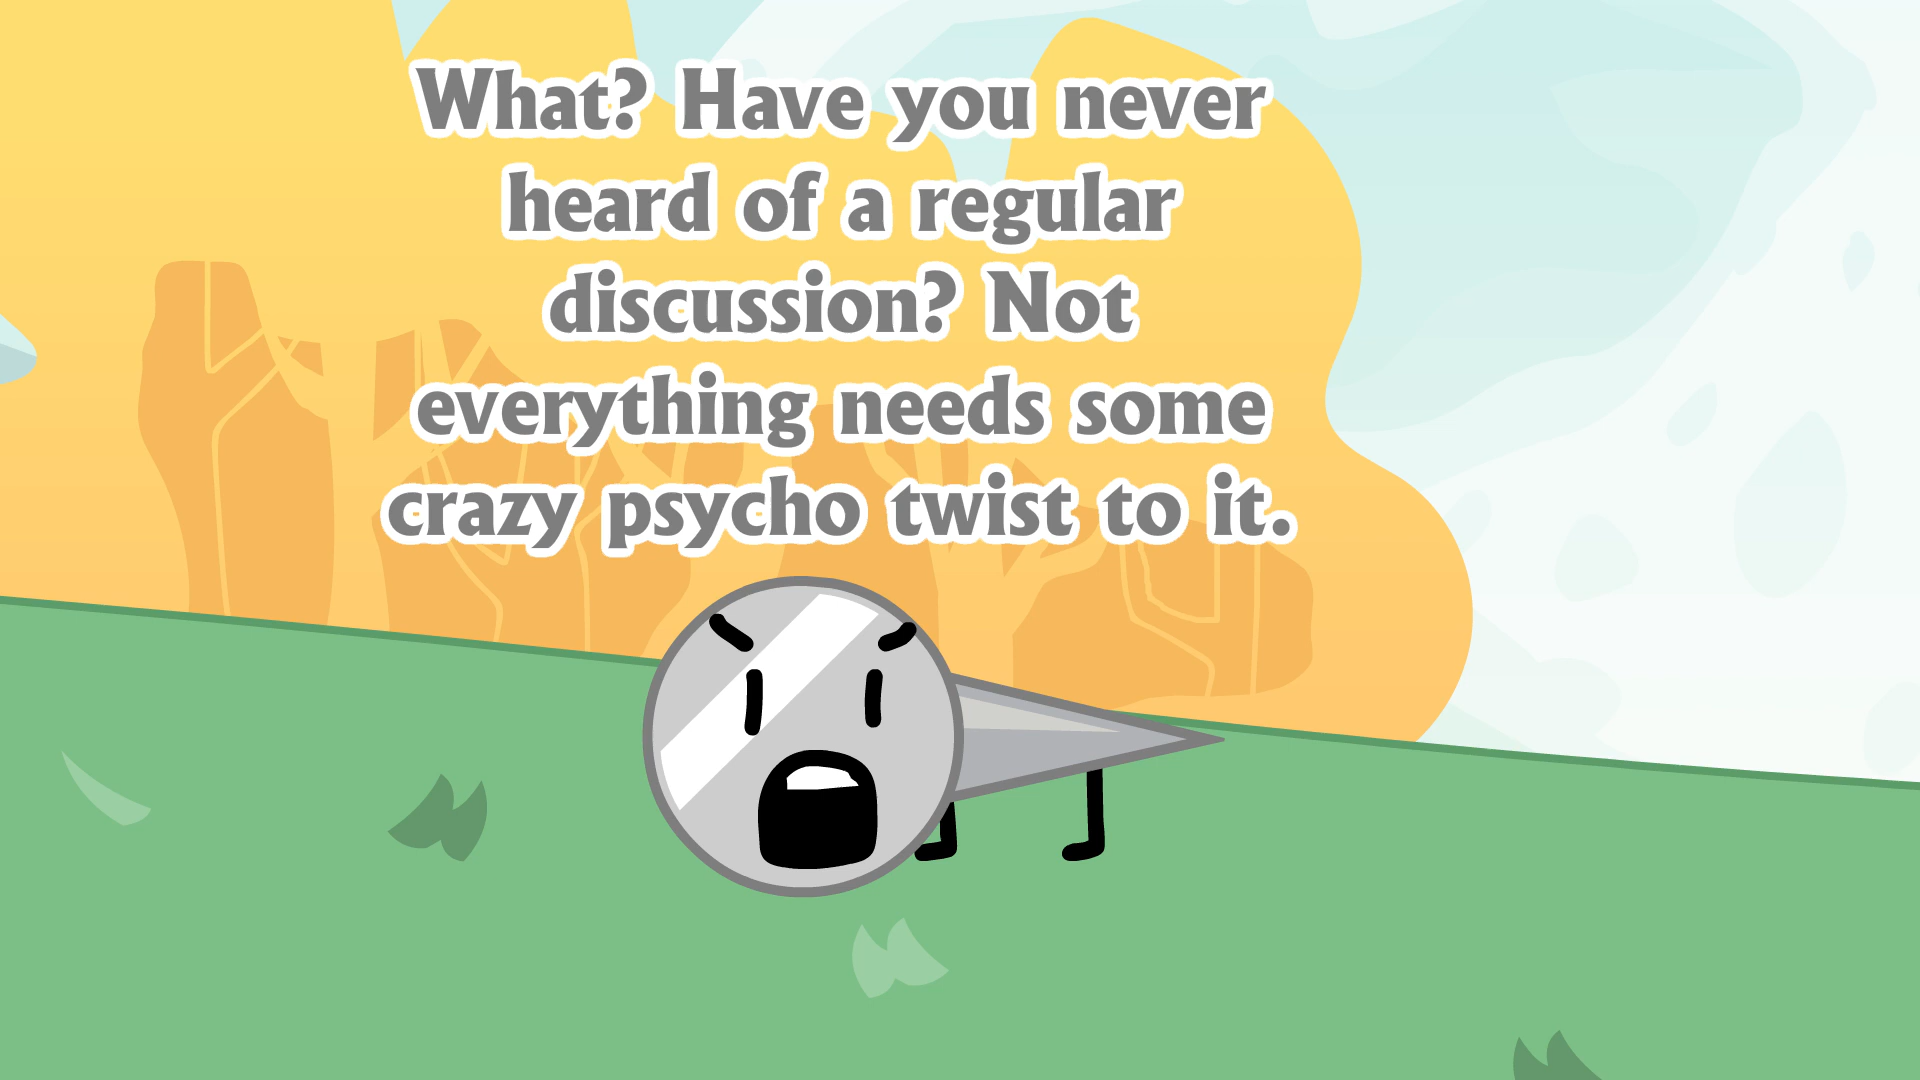 What? Have you never
heard of a regular
discussion? Not
everything needs some
crazy psycho twist to it.